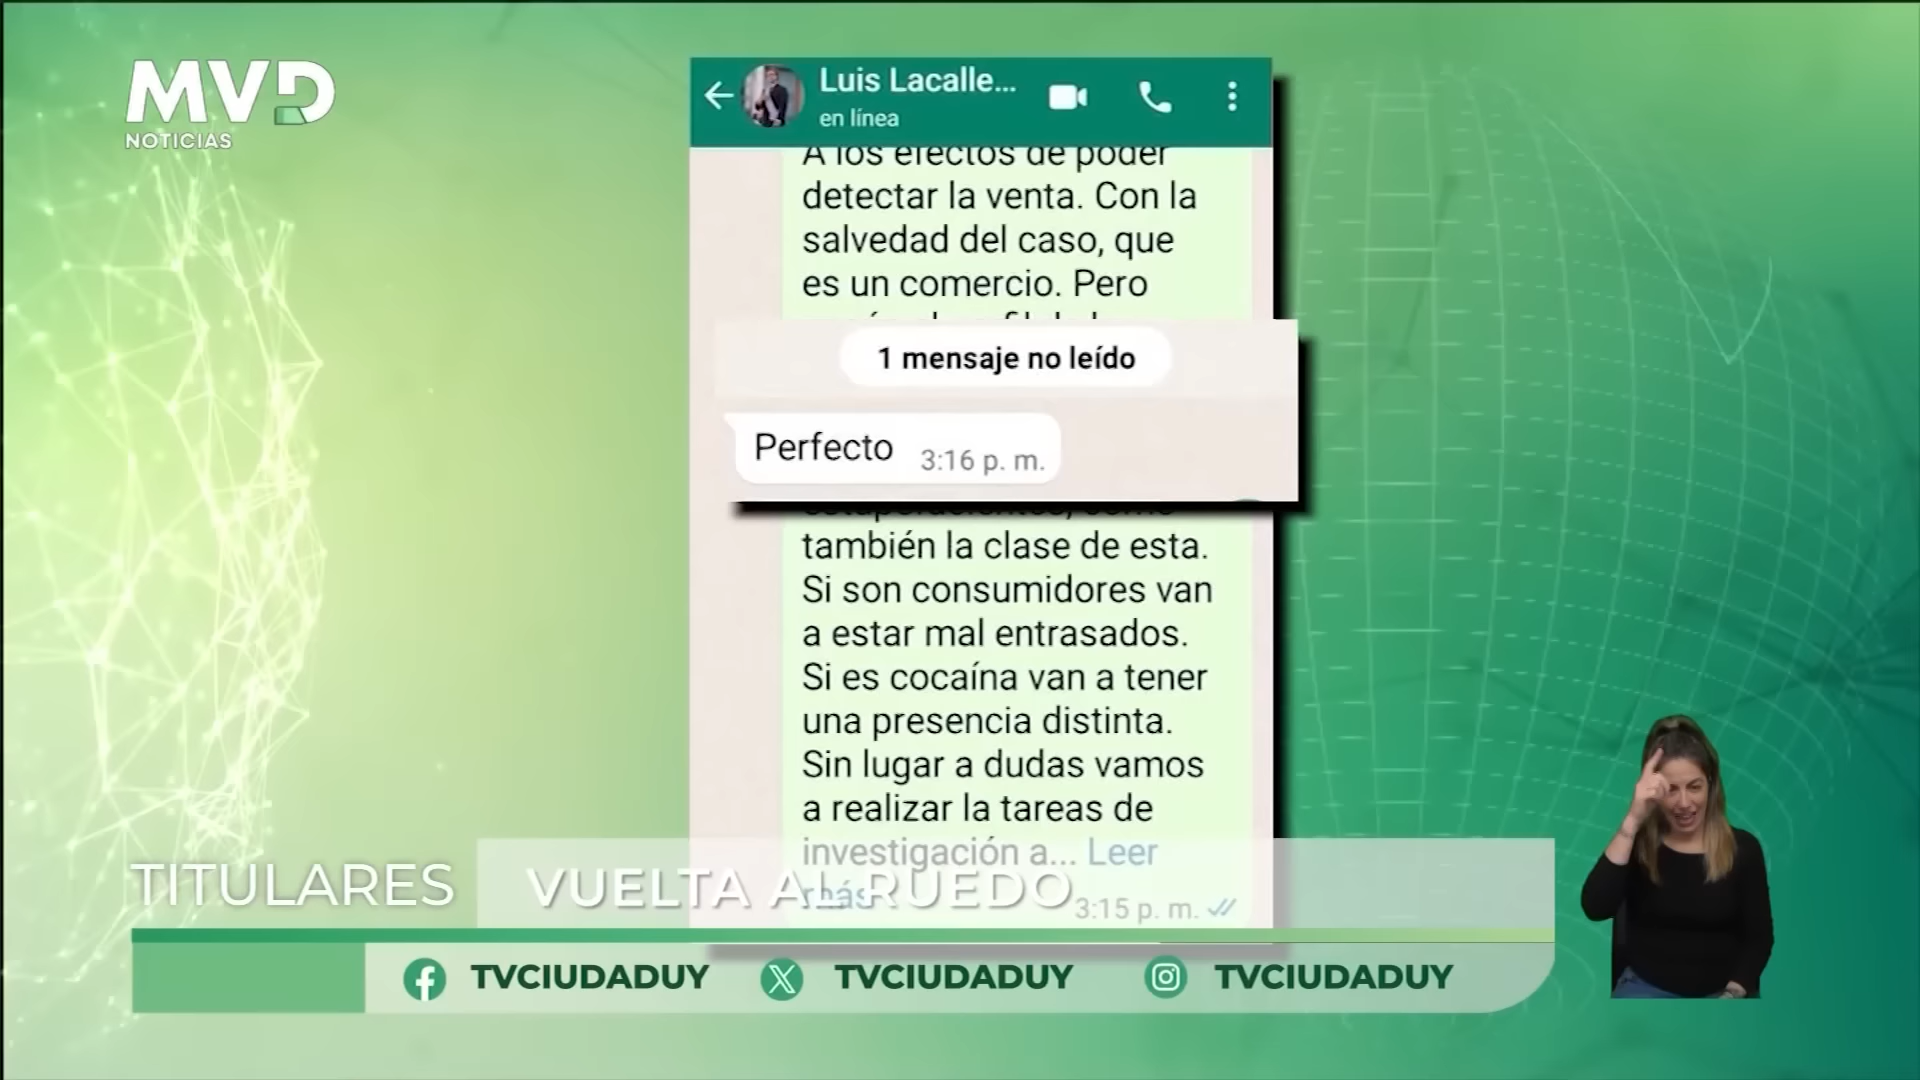 MVD
NOTICIAS
Luis Lacalle...
en línea
A los efectos de poder
detectar la venta. Con la
salvedad del caso, que
es un comercio. Pero
1 mensaje no leído
Perfecto 3:16 p. m.
también la clase de esta.
Si son consumidores van
a estar mal entrasados.
Si es cocaína van a tener
una presencia distinta.
Sin lugar a dudas vamos
a realizar la tareas de
investigación a... Leer
más
3:15 p. m.
TITULARES VUELTA AL RUEDO
TVCIUDADUY TVCIUDADUY TVCIUDADUY